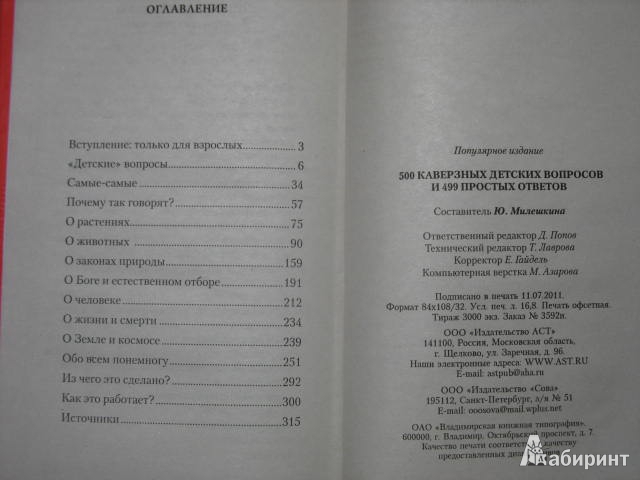 ОГЛАВЛЕНИЕ
Вступление: только для взрослых 3
«Детские» вопросы 6
Самые-самые 34
Почему так говорят? 57
О растениях 75
О животных 90
О законах природы 159
О Боге и естественном отборе 191
О человеке 212
О жизни и смерти 234
О Земле и космосе 239
Обо всем понемногу 251
Из чего это сделано? 292
Как это работает? 300
Источники 315
Популярное издание
500 КАВЕРЗНЫХ ДЕТСКИХ ВОПРОСОВ
И 499 ПРОСТЫХ ОТВЕТОВ
Составитель Ю. Милешкина
Ответственный редактор Д. Попов
Технический редактор Т. Лаврова
Корректор Е. Гайдель
Компьютерная верстка М. Азарова
Подписано в печать 11.07.2011.
Формат 84х108/32. Усл. печ. л. 16,8. Печать офсетная.
Тираж 3000 экз. Заказ № 3592н.
ООО «Издательство АСТ»
141100, Россия, Московская область,
г. Щелково, ул. Заречная, д. 96.
Наши электронные адреса: WWW.AST.RU
E-mail: astpub@aha.ru
ООО «Издательство «Сова»
195112, Санкт-Петербург, а/я № 51
E-mail: ooosova@mail.wplus.net
ОАО «Владимирская книжная типография».
600000, г. Владимир, Октябрьский проспект, д. 7.
Качество печати соответствует качеству
предоставленных
Лабиринт